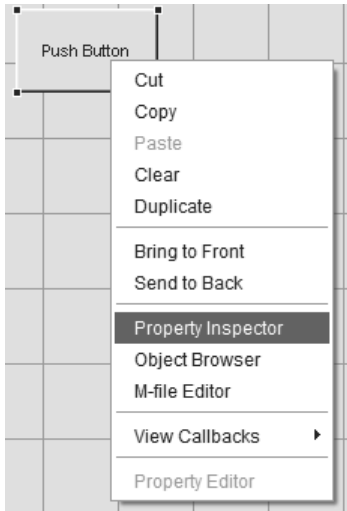 Push Button
Cut
Copy
Paste
Clear
Duplicate
Bring to Front
Send to Back
Property Inspector
Object Browser
M-file Editor
View Callbacks
Property Editor